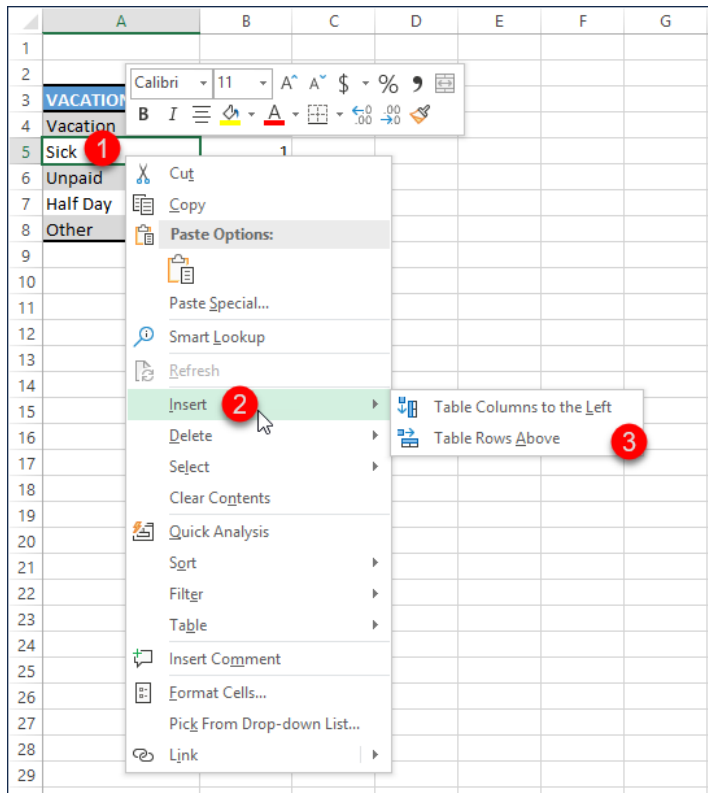 A B C D E F G
1
2
Calibri 11 A A $ % ,
3 VACATION
B I A .00 .00
4 Vacation
5 Sick 1 1
6 Unpaid
7 Half Day
8 Other
9
10
11
12
13
14
15
16
17
18
19
20
21
22
23
24
25
26
27
28
29
Cut
Copy
Paste Options:
Paste Special...
Smart Lookup
Refresh
Insert 2
Delete
Select
Clear Contents
Quick Analysis
Sort
Filter
Table
Insert Comment
Format Cells...
Pick From Drop-down List...
Link
Table Columns to the Left
Table Rows Above 3